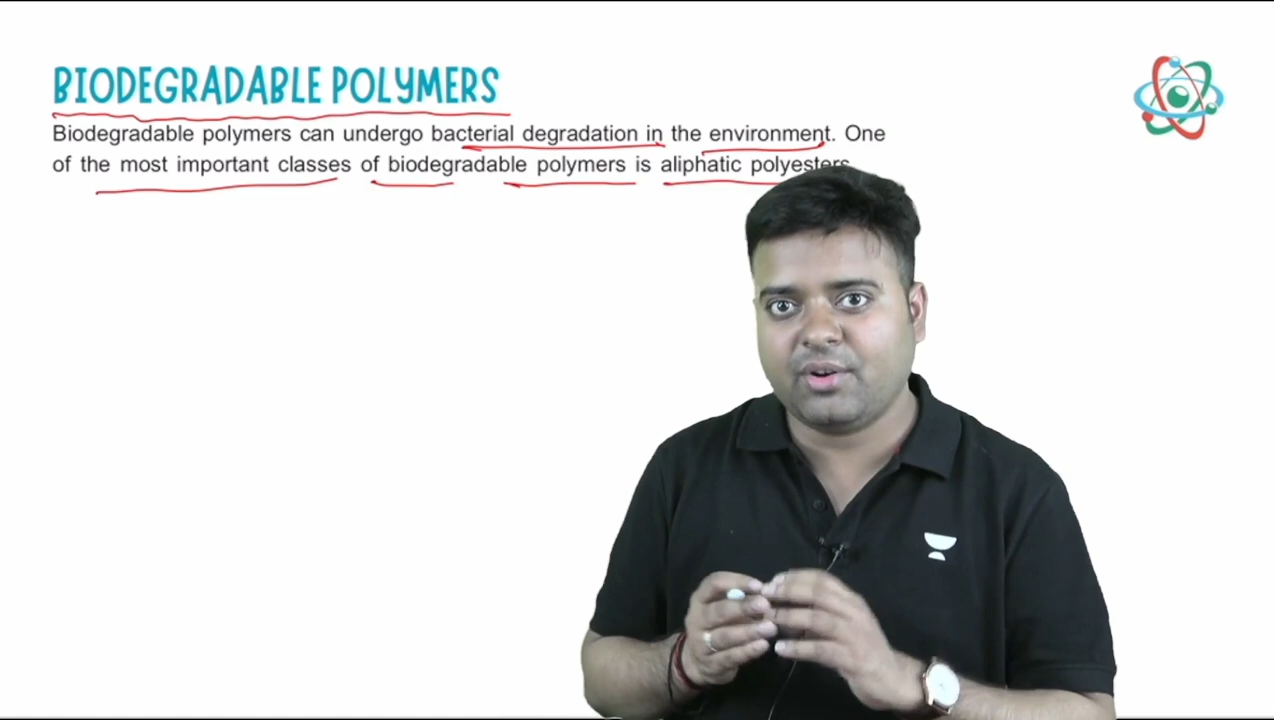 BIODEGRADABLE POLYMERS
Biodegradable polymers can undergo bacterial degradation in the environment. One
of the most important classes of biodegradable polymers is aliphatic polyesters.